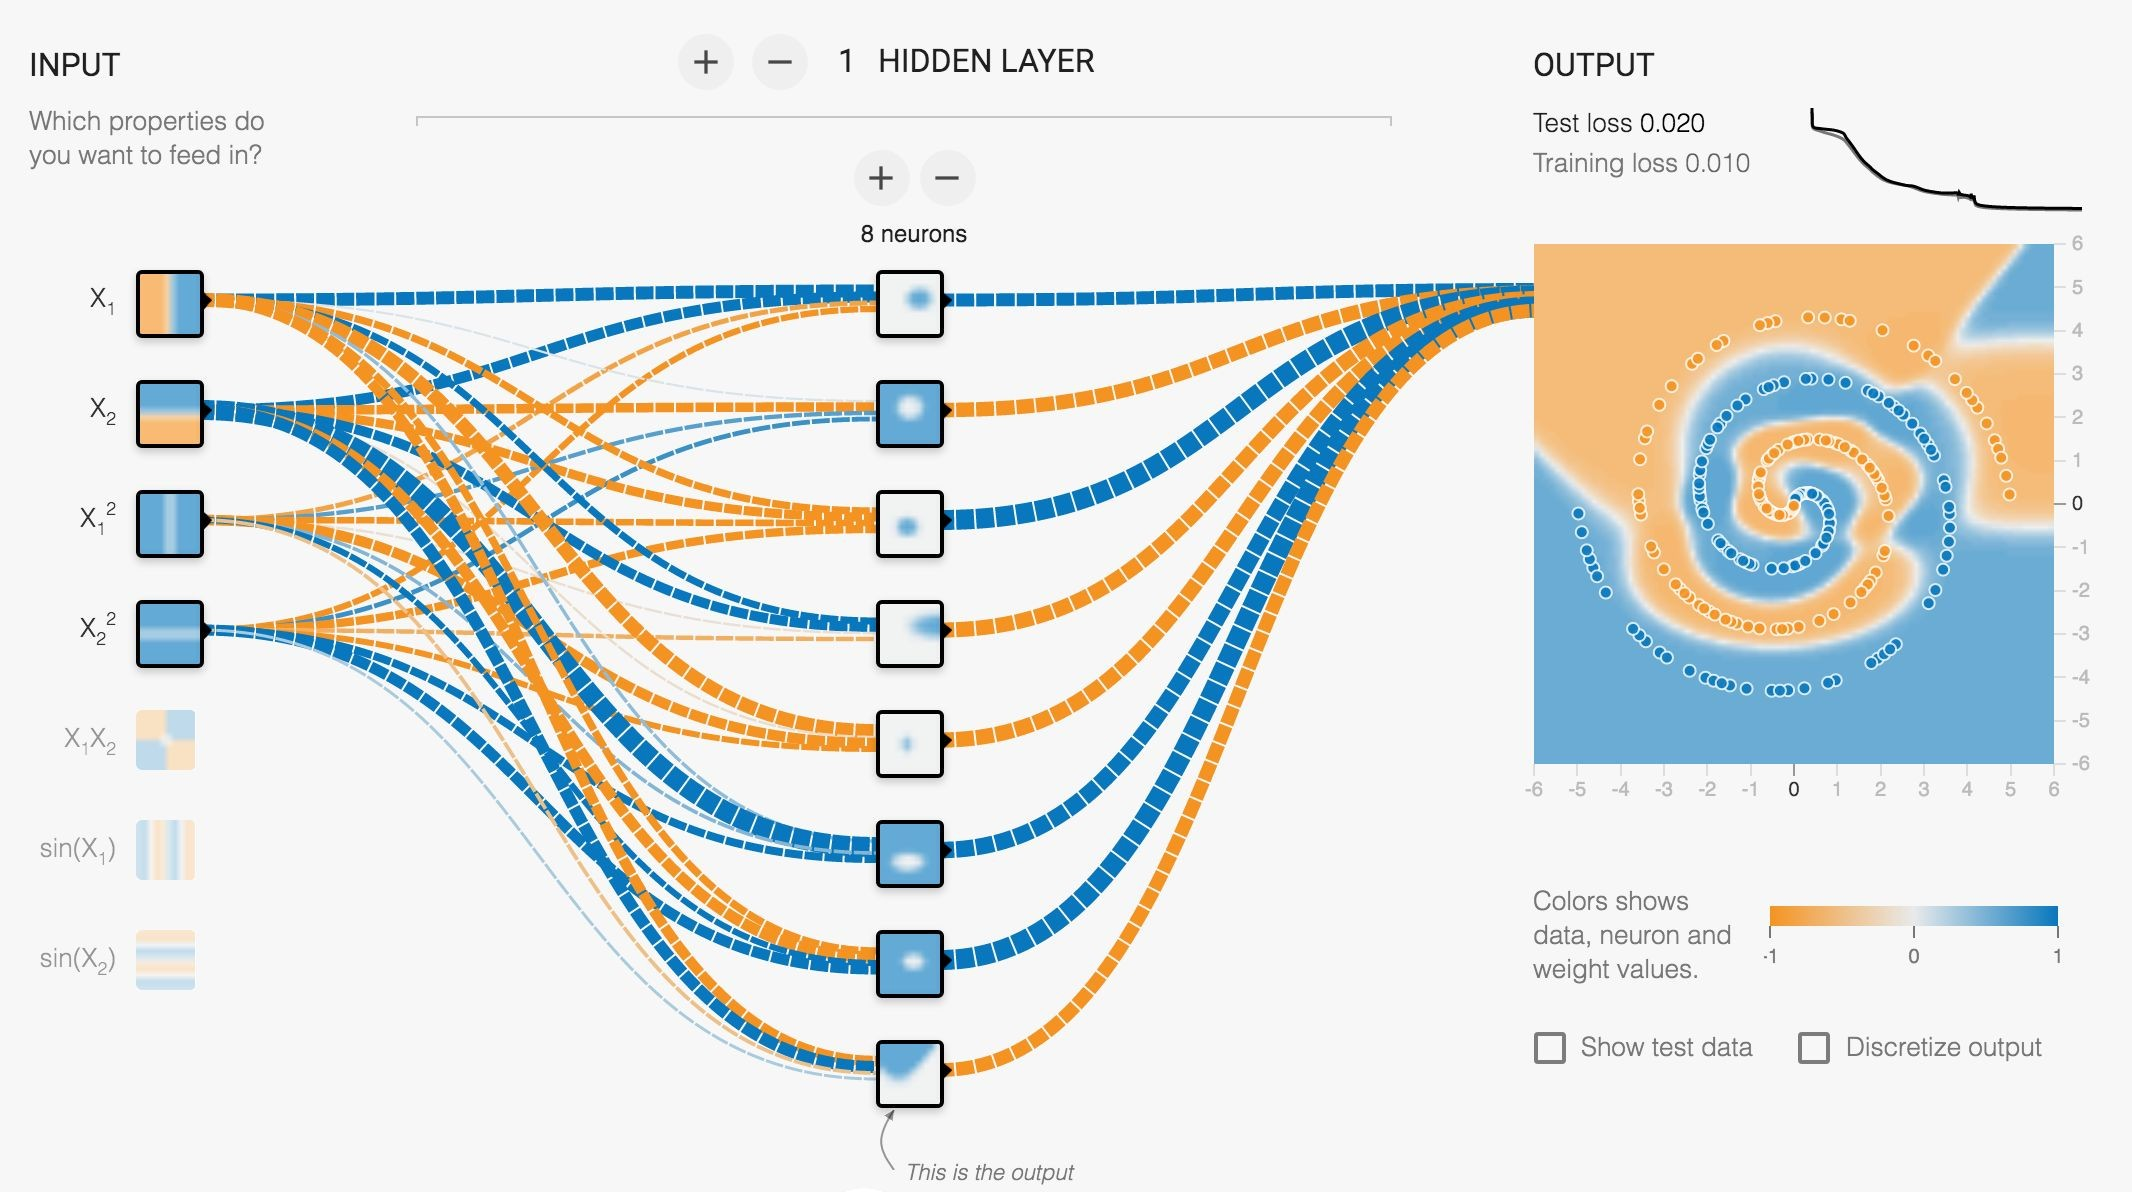 INPUT
Which properties do
you want to feed in?
+ − 1 HIDDEN LAYER
+ −
8 neurons
X₁
X₂
X₁²
X₂²
X₁X₂
sin(X₁)
sin(X₂)
This is the output
OUTPUT
Test loss 0.020
Training loss 0.010
6
5
4
3
2
1
0
-1
-2
-3
-4
-5
-6
-6 -5 -4 -3 -2 -1 0 1 2 3 4 5 6
Colors shows
data, neuron and
weight values.
-1 0 1
Show test data
Discretize output